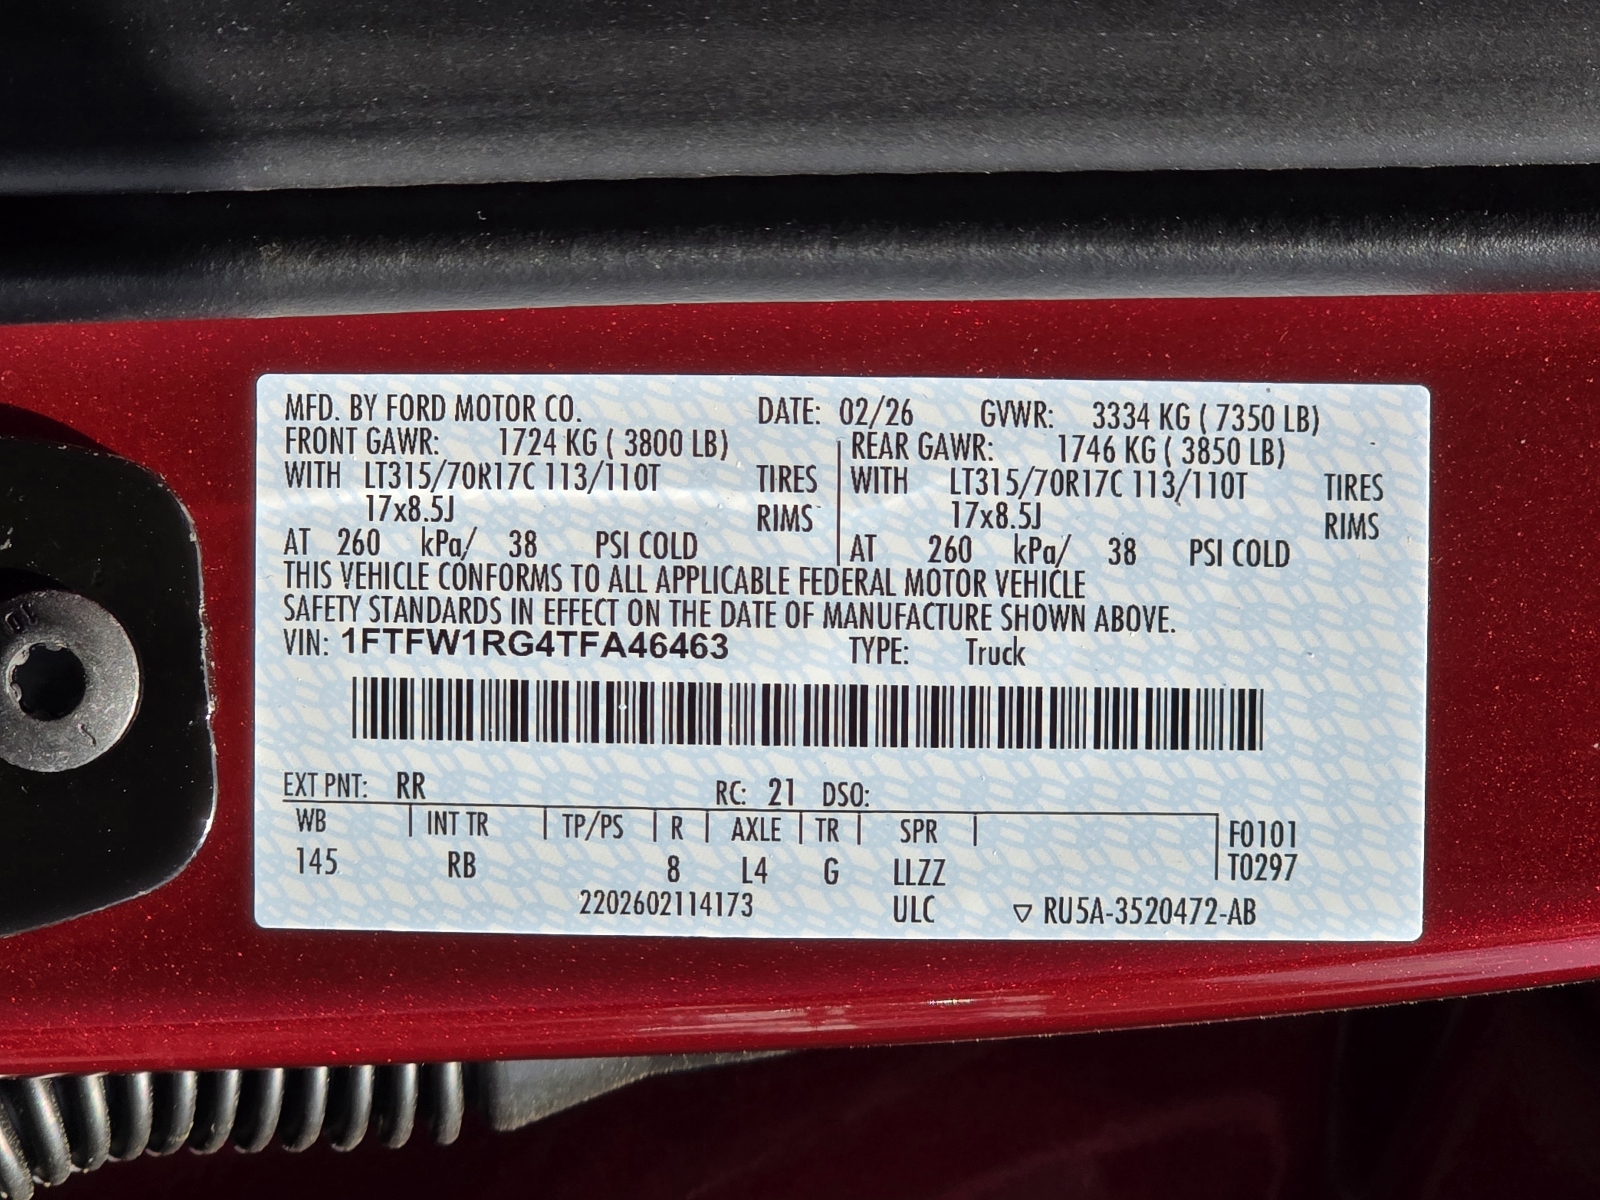 MFD. BY FORD MOTOR CO. DATE: 02/26 GVWR: 3334 KG ( 7350 LB)
FRONT GAWR: 1724 KG ( 3800 LB) REAR GAWR: 1746 KG ( 3850 LB)
WITH LT315/70R17C 113/110T TIRES WITH LT315/70R17C 113/110T TIRES
17x8.5J RIMS 17x8.5J RIMS
AT 260 kPa/ 38 PSI COLD AT 260 kPa/ 38 PSI COLD
THIS VEHICLE CONFORMS TO ALL APPLICABLE FEDERAL MOTOR VEHICLE
SAFETY STANDARDS IN EFFECT ON THE DATE OF MANUFACTURE SHOWN ABOVE.
VIN: 1FTFW1RG4TFA46463 TYPE: Truck
EXT PNT: RR RC: 21 DSO:
WB | INT TR | TP/PS | R | AXLE | TR | SPR | F0101
145 RB 8 L4 G LLZZ T0297
2202602114173 ULC ▽ RU5A-3520472-AB